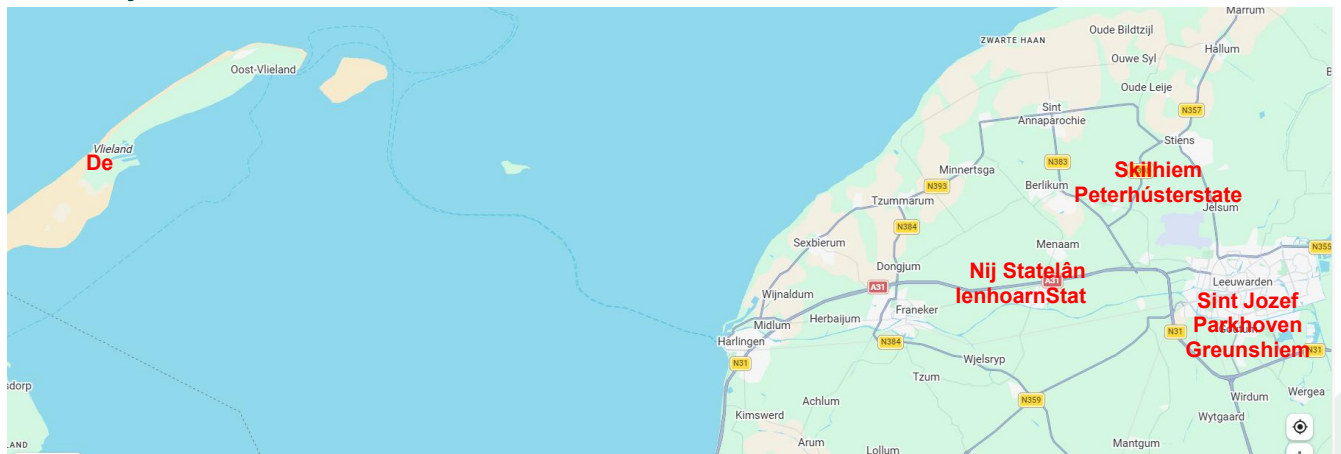 Marrum
Oude Bildtzijl
ZWARTE HAAN
Hallum
Ouwe Syl
Oost-Vlieland
Oude Leije
N357
Sint
Annaparochie
Stiens
Vlieland
De
N383
Minnertsga
Skilhiem
Berlikum
N393
Peterhústerstate
Tzummarum
Jelsum
N384
Sexbierum
Menaam
N355
Dongjum
Nij Statelân
A31
A31
Leeuwarden
Wijnaldum
IenhoarnStat
Sint Jozef
Franeker
Herbaijum
Midlum
Parkhoven
N31
Harlingen
N384
Greunshiem
N31
Wjelsryp
N31
Tzum
sdorp
Wirdum
Wergea
Achlum
N359
Kimswerd
Wytgaard
LAND
Arum
Mantgum
Lollum